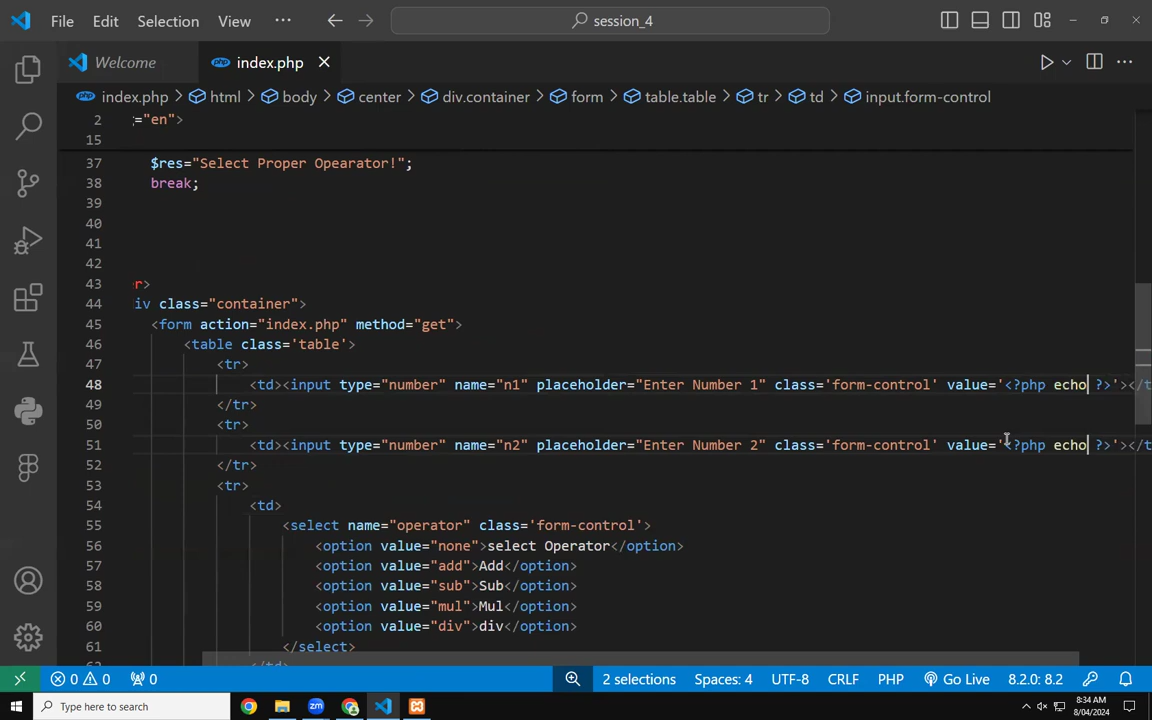 File Edit Selection View ··· session_4
Welcome index.php
index.php > html > body > center > div.container > form > table.table > tr > td > input.form-control
2 ="en">
15
37 $res="Select Proper Opearator!";
38 break;
39
40
41
42
43 r>
44 iv class="container">
45 <form action="index.php" method="get">
46 <table class='table'>
47 <tr>
48 <td><input type="number" name="n1" placeholder="Enter Number 1" class='form-control' value='<?php echo ?>'></t
49 </tr>
50 <tr>
51 <td><input type="number" name="n2" placeholder="Enter Number 2" class='form-control' value='<?php echo ?>'></t
52 </tr>
53 <tr>
54 <td>
55 <select name="operator" class='form-control'>
56 <option value="none">select Operator</option>
57 <option value="add">Add</option>
58 <option value="sub">Sub</option>
59 <option value="mul">Mul</option>
60 <option value="div">div</option>
61 </select>
0 0 0 2 selections Spaces: 4 UTF-8 CRLF PHP Go Live 8.2.0: 8.2
Type here to search 8:34 AM
8/04/2024